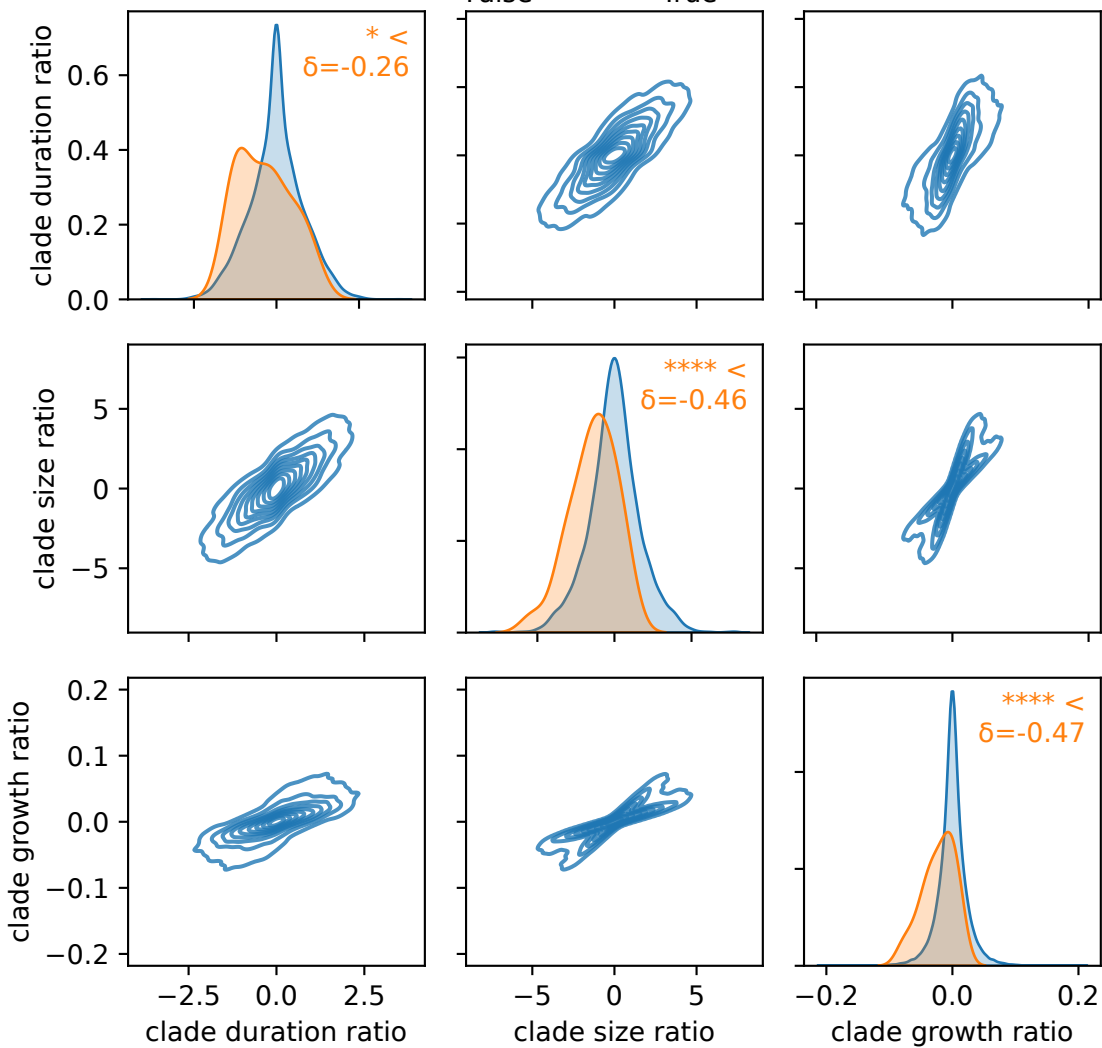 True
clade duration ratio
0.6
0.4
0.2
0.0
* <
δ=-0.26
clade size ratio
5
0
−5
**** <
δ=-0.46
clade growth ratio
0.2
0.1
0.0
−0.1
−0.2
**** <
δ=-0.47
−2.5 0.0 2.5
−5 0 5
−0.2 0.0 0.2
clade duration ratio
clade size ratio
clade growth ratio